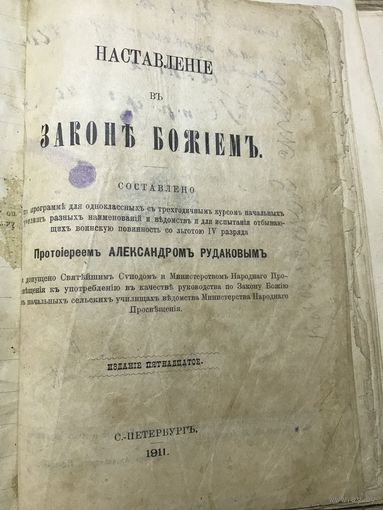 НАСТАВЛЕНІЕ
ВЪ
ЗАКОНѢ БОЖІЕМЪ.
СОСТАВЛЕНО
программѣ для одноклассныхъ съ трехгодичнымъ курсомъ начальныхъ
училищъ разныхъ наименованій и вѣдомствъ и для испытанія отбываю-
щихъ воинскую повинность со льготою IV разряда
Протоіереемъ АЛЕКСАНДРОМЪ РУДАКОВЫМЪ
допущено Святѣйшимъ Сѵнодомъ и Министерствомъ Народнаго Про-
свѣщенія къ употребленію въ качествѣ руководства по Закону Божію
въ начальныхъ сельскихъ училищахъ вѣдомства Министерства Народнаго
Просвѣщенія.
ИЗДАНІЕ ПЯТНАДЦАТОЕ.
С.-ПЕТЕРБУРГЪ.
1911.